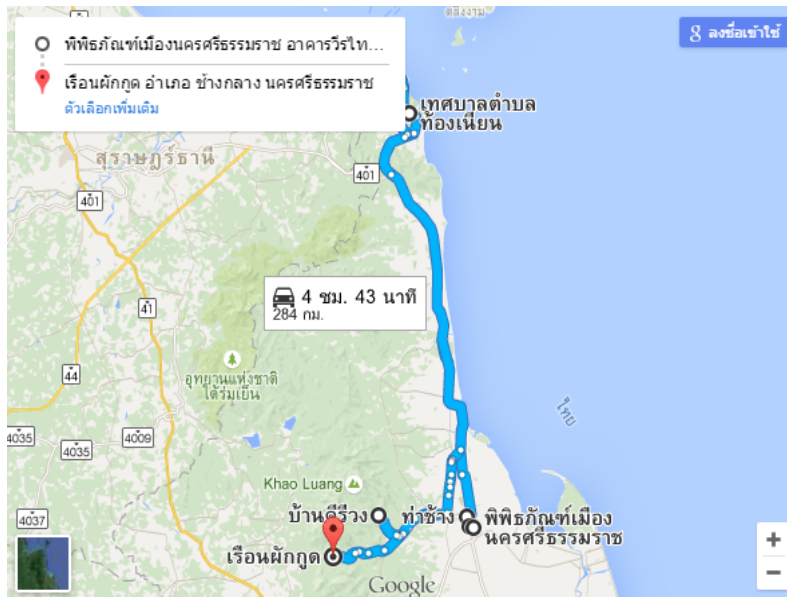 ตลิ่งงาม
พิพิธภัณฑ์เมืองนครศรีธรรมราช อาคารวีรไท...
g ลงชื่อเข้าใช้
เรือนผักกูด อำเภอ ช้างกลาง นครศรีธรรมราช
ตัวเลือกเพิ่มเติม
เทศบาลตำบล
ท้องเนียน
สุราษฎร์ธานี
401
401
4 ชม. 43 นาที
284 กม.
41
44
อุทยานแห่งชาติ
ใต้ร่มเย็น
ไทย
4035
4035
4009
Khao Luang
4037
บ้านคีรีวง
ท่าช้าง
พิพิธภัณฑ์เมือง
นครศรีธรรมราช
เรือนผักกูด
Google
+
−